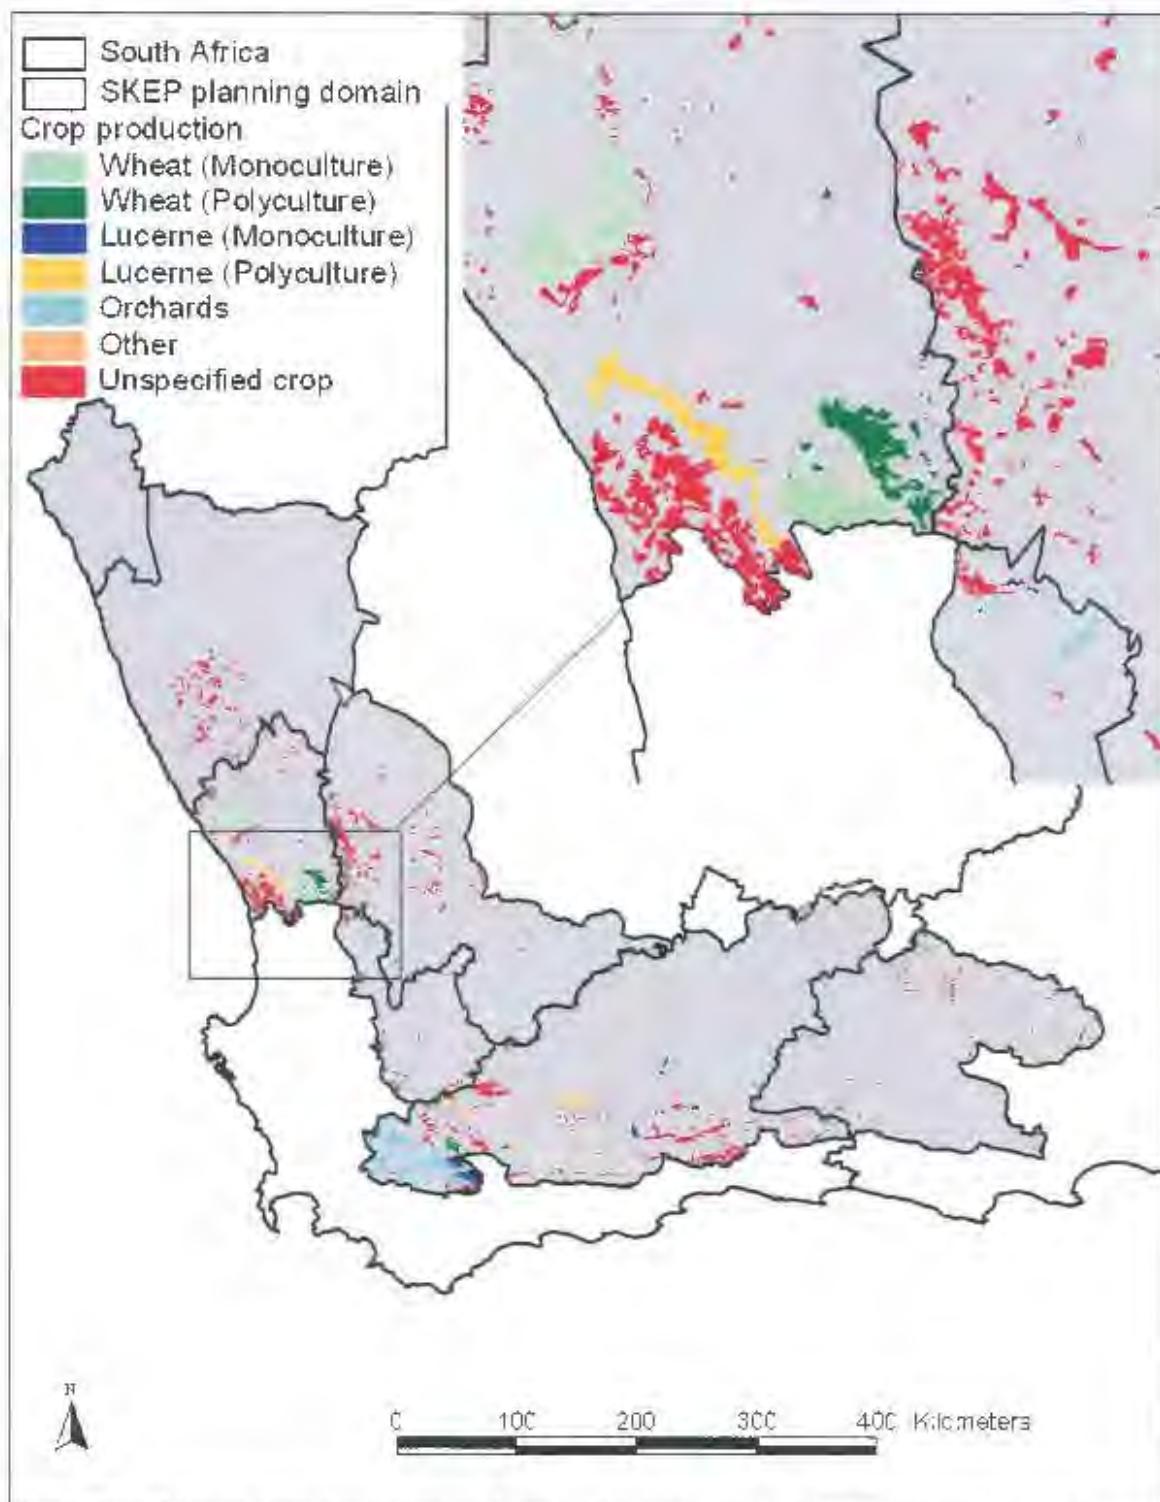 South Africa
SKEP planning domain
Crop production
Wheat (Monoculture)
Wheat (Polyculture)
Lucerne (Monoculture)
Lucerne (Polyculture)
Orchards
Other
Unspecified crop
N
0 100 200 300 400 Kilometers